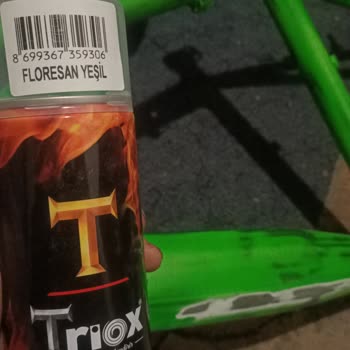 8 699367 359306
FLORESAN YEŞİL
T
Triox